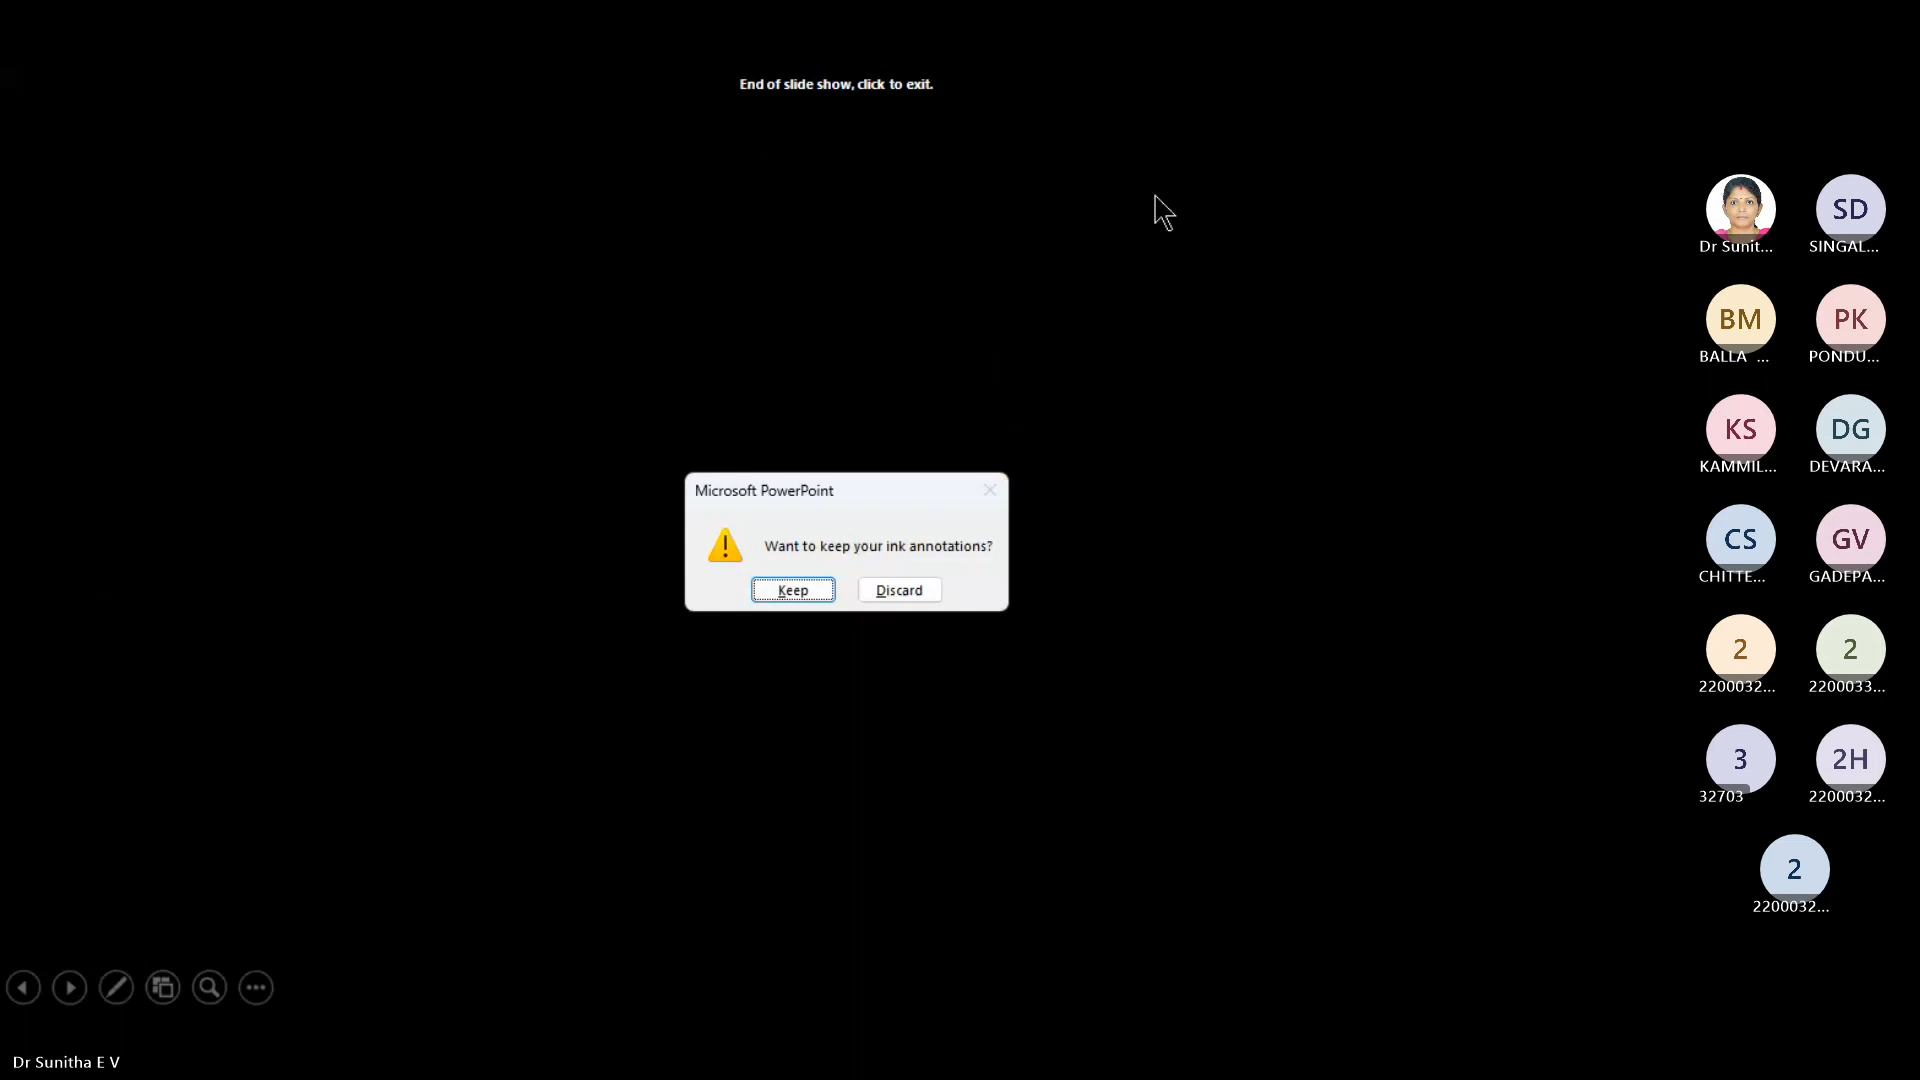 End of slide show, click to exit.
Dr Sunit...
SD
SINGAL...
BM
BALLA ...
PK
PONDU...
KS
KAMMIL...
DG
DEVARA...
CS
CHITTE...
GV
GADEPA...
2
2200032...
2
2200033...
3
32703
2H
2200032...
2
2200032...
Microsoft PowerPoint
Want to keep your ink annotations?
Keep
Discard
Dr Sunitha E V